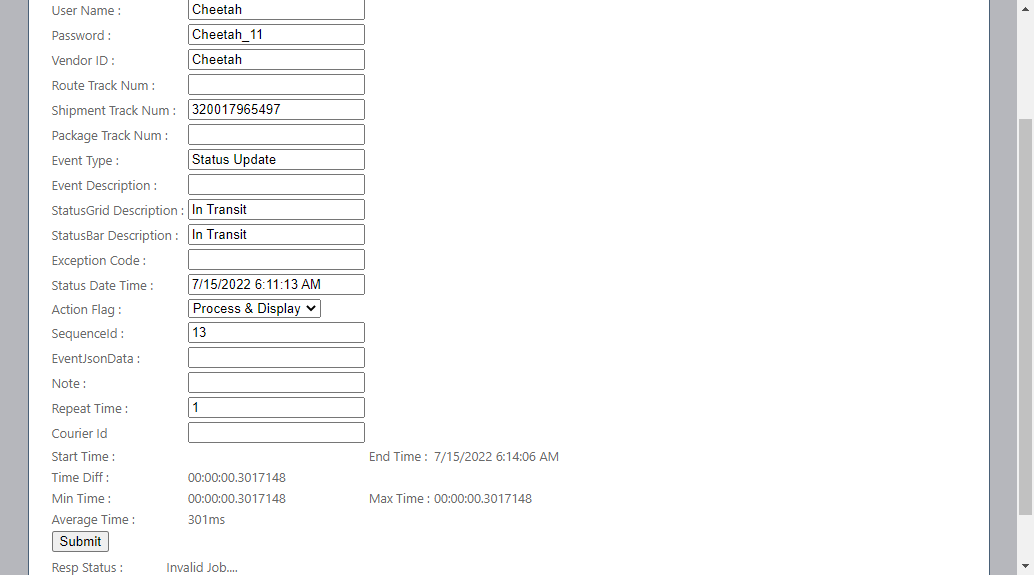 User Name : Cheetah
Password : Cheetah_11
Vendor ID : Cheetah
Route Track Num :
Shipment Track Num : 320017965497
Package Track Num :
Event Type : Status Update
Event Description :
StatusGrid Description : In Transit
StatusBar Description : In Transit
Exception Code :
Status Date Time : 7/15/2022 6:11:13 AM
Action Flag : Process & Display
SequenceId : 13
EventJsonData :
Note :
Repeat Time : 1
Courier Id
Start Time : End Time : 7/15/2022 6:14:06 AM
Time Diff : 00:00:00.3017148
Min Time : 00:00:00.3017148 Max Time : 00:00:00.3017148
Average Time : 301ms
Submit
Resp Status : Invalid Job....